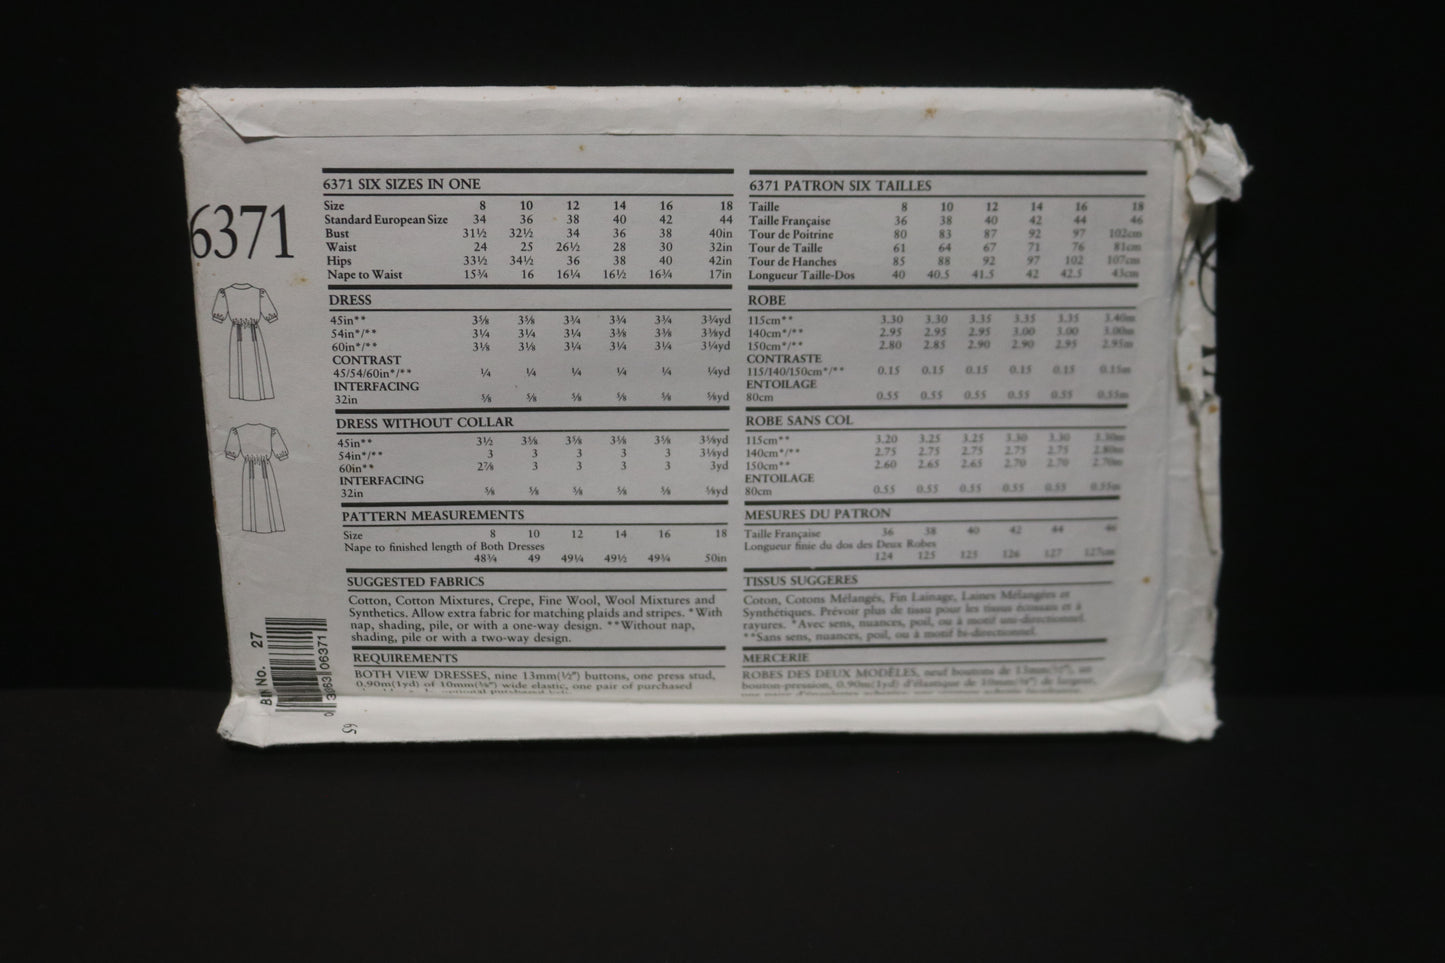 6371
6371 SIX SIZES IN ONE
Size 8 10 12 14 16 18
Standard European Size 34 36 38 40 42 44
Bust 31½ 32½ 34 36 38 40in
Waist 24 25 26½ 28 30 32in
Hips 33½ 34½ 36 38 40 42in
Nape to Waist 15¾ 16 16¼ 16½ 16¾ 17in
DRESS
45in** 3⅝ 3⅝ 3¾ 3¾ 3¾ 3¾yd
54in*/** 3¼ 3¼ 3¼ 3⅜ 3⅜ 3⅜yd
60in*/** 3⅛ 3⅛ 3¼ 3¼ 3¼ 3¼yd
CONTRAST
45/54/60in*/** ¼ ¼ ¼ ¼ ¼ ¼yd
INTERFACING
32in ⅝ ⅝ ⅝ ⅝ ⅝ ⅝yd
DRESS WITHOUT COLLAR
45in** 3½ 3⅝ 3⅝ 3⅝ 3⅝ 3⅝yd
54in*/** 3 3 3 3 3 3⅛yd
60in** 2⅞ 3 3 3 3 3yd
INTERFACING
32in ⅝ ⅝ ⅝ ⅝ ⅝ ⅝yd
PATTERN MEASUREMENTS
Size 8 10 12 14 16 18
Nape to finished length of Both Dresses
48¾ 49 49¼ 49½ 49¾ 50in
SUGGESTED FABRICS
Cotton, Cotton Mixtures, Crepe, Fine Wool, Wool Mixtures and
Synthetics. Allow extra fabric for matching plaids and stripes. *With
nap, shading, pile, or with a one-way design. **Without nap,
shading, pile or with a two-way design.
REQUIREMENTS
BOTH VIEW DRESSES, nine 13mm(½") buttons, one press stud,
0.90m(1yd) of 10mm(⅜") wide elastic, one pair of purchased
6371 PATRON SIX TAILLES
Taille 8 10 12 14 16 18
Taille Française 36 38 40 42 44 46
Tour de Poitrine 80 83 87 92 97 102cm
Tour de Taille 61 64 67 71 76 81cm
Tour de Hanches 85 88 92 97 102 107cm
Longueur Taille-Dos 40 40.5 41.5 42 42.5 43cm
ROBE
115cm** 3.30 3.30 3.35 3.35 3.35 3.40m
140cm*/** 2.95 2.95 2.95 3.00 3.00 3.00m
150cm*/** 2.80 2.85 2.90 2.90 2.95 2.95m
CONTRASTE
115/140/150cm*/** 0.15 0.15 0.15 0.15 0.15 0.15m
ENTOILAGE
80cm 0.55 0.55 0.55 0.55 0.55 0.55m
ROBE SANS COL
115cm** 3.20 3.25 3.25 3.30 3.30 3.30m
140cm*/** 2.75 2.75 2.75 2.75 2.75 2.80m
150cm** 2.60 2.65 2.65 2.70 2.70 2.70m
ENTOILAGE
80cm 0.55 0.55 0.55 0.55 0.55 0.55m
MESURES DU PATRON
Taille Française 36 38 40 42 44 46
Longueur finie du dos des Deux Robes
124 125 125 126 127 127cm
TISSUS SUGGERES
Coton, Cotons Mélangés, Fin Lainage, Laines Mélangées et
Synthétiques. Prévoir plus de tissu pour les tissus écossais et à
rayures. *Avec sens, nuances, poil, ou à motif uni-directionnel.
**Sans sens, nuances, poil, ou à motif bi-directionnel.
MERCERIE
ROBES DES DEUX MODÈLES, neuf boutons de 13mm(½"), un
bouton-pression, 0.90m(1yd) d'élastique de 10mm(⅜") de largeur,
BIN No. 27
06371
59